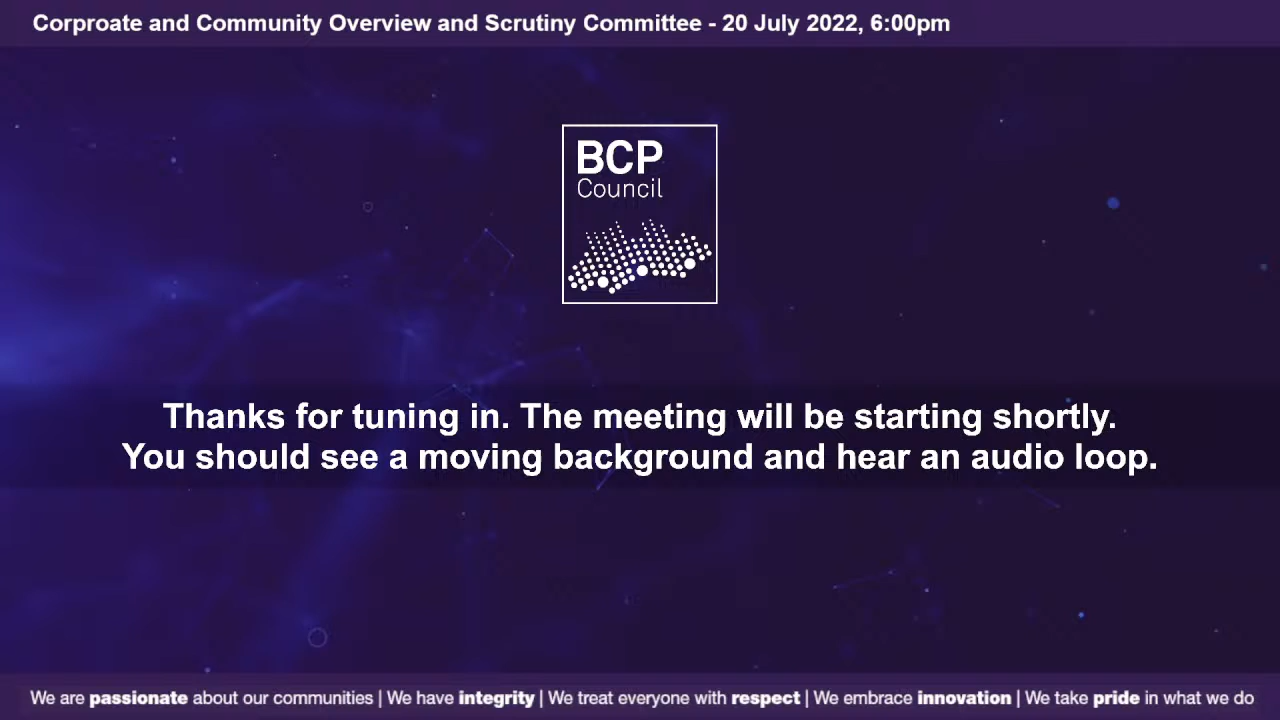 Corproate and Community Overview and Scrutiny Committee - 20 July 2022, 6:00pm
BCP
Council
Thanks for tuning in. The meeting will be starting shortly.
You should see a moving background and hear an audio loop.
We are passionate about our communities | We have integrity | We treat everyone with respect | We embrace innovation | We take pride in what we do